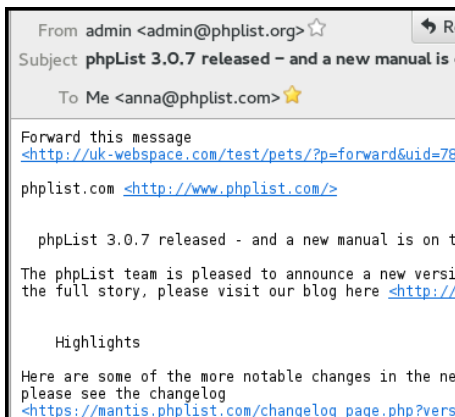 From admin <admin@phplist.org>
Subject phpList 3.0.7 released – and a new manual is
To Me <anna@phplist.com>
Forward this message
<http://uk-webspace.com/test/pets/?p=forward&uid=78
phplist.com <http://www.phplist.com/>
phpList 3.0.7 released - and a new manual is on t
The phpList team is pleased to announce a new versi
the full story, please visit our blog here <http://
Highlights
Here are some of the more notable changes in the ne
please see the changelog
<https://mantis.phplist.com/changelog_page.php?vers